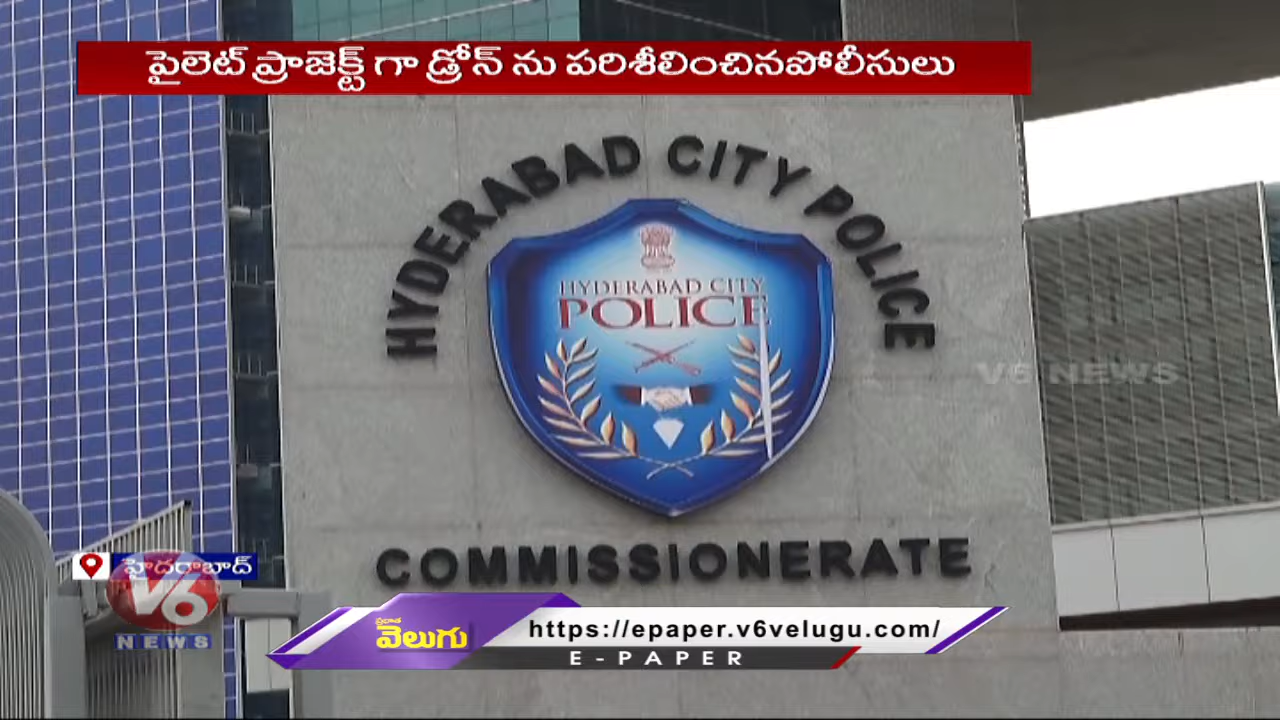 పైలెట్ ప్రాజెక్ట్ గా డ్రోన్ ను పరిశీలించినపోలీసులు
HYDERABAD CITY POLICE
HYDERABAD CITY
POLICE
COMMISSIONERATE
V6 NEWS
హైదరాబాద్
V6
NEWS
ప్రభాత
వెలుగు
https://epaper.v6velugu.com/
E-PAPER